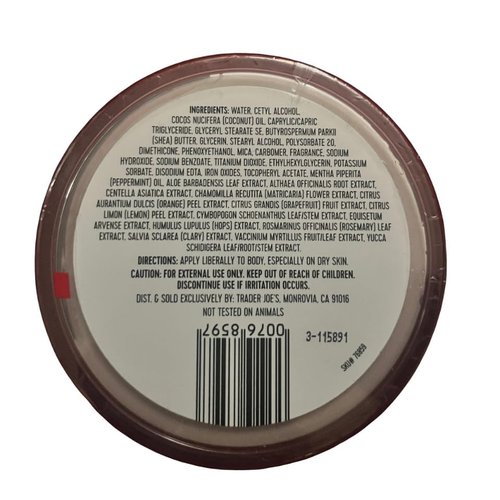 INGREDIENTS: WATER, CETYL ALCOHOL,
COCOS NUCIFERA (COCONUT) OIL, CAPRYLIC/CAPRIC
TRIGLYCERIDE, GLYCERYL STEARATE SE, BUTYROSPERMUM PARKII
(SHEA) BUTTER, GLYCERIN, STEARYL ALCOHOL, POLYSORBATE 20,
DIMETHICONE, PHENOXYETHANOL, MICA, CARBOMER, FRAGRANCE, SODIUM
HYDROXIDE, SODIUM BENZOATE, TITANIUM DIOXIDE, ETHYLHEXYLGLYCERIN, POTASSIUM
SORBATE, DISODIUM EDTA, IRON OXIDES, TOCOPHERYL ACETATE, MENTHA PIPERITA
(PEPPERMINT) OIL, ALOE BARBADENSIS LEAF EXTRACT, ALTHAEA OFFICINALIS ROOT EXTRACT,
CENTELLA ASIATICA EXTRACT, CHAMOMILLA RECUTITA (MATRICARIA) FLOWER EXTRACT, CITRUS
AURANTIUM DULCIS (ORANGE) PEEL EXTRACT, CITRUS GRANDIS (GRAPEFRUIT) FRUIT EXTRACT, CITRUS
LIMON (LEMON) PEEL EXTRACT, CYMBOPOGON SCHOENANTHUS LEAF/STEM EXTRACT, EQUISETUM
ARVENSE EXTRACT, HUMULUS LUPULUS (HOPS) EXTRACT, ROSMARINUS OFFICINALIS (ROSEMARY) LEAF
EXTRACT, SALVIA SCLAREA (CLARY) EXTRACT, VACCINIUM MYRTILLUS FRUIT/LEAF EXTRACT, YUCCA
SCHIDIGERA LEAF/ROOT/STEM EXTRACT.
DIRECTIONS: APPLY LIBERALLY TO BODY, ESPECIALLY ON DRY SKIN.
CAUTION: FOR EXTERNAL USE ONLY. KEEP OUT OF REACH OF CHILDREN.
DISCONTINUE USE IF IRRITATION OCCURS.
DIST. & SOLD EXCLUSIVELY BY: TRADER JOE'S, MONROVIA, CA 91016
NOT TESTED ON ANIMALS
0076 8597
3-115891
SKU# 76859